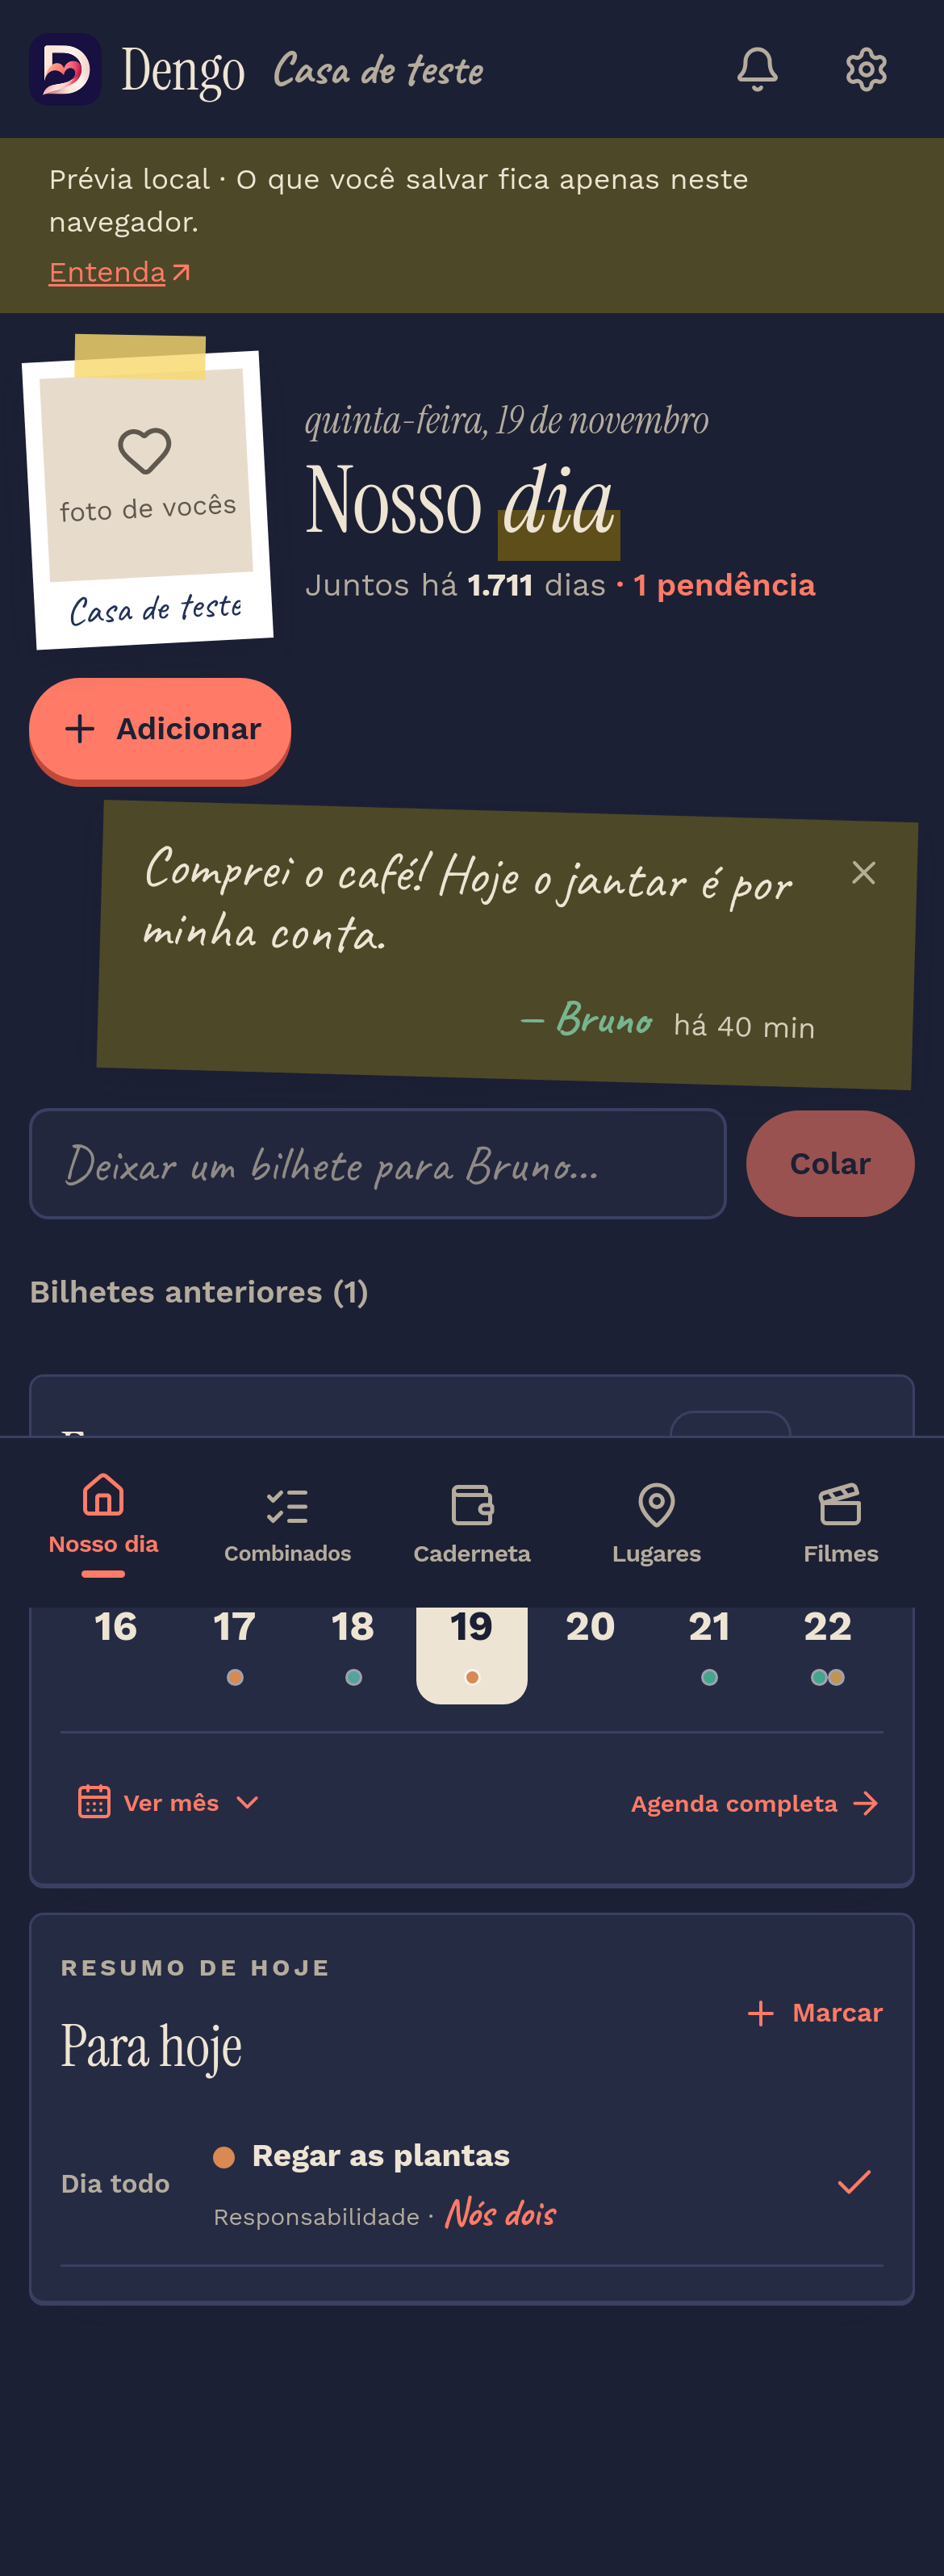 Dengo Casa de teste
Prévia local · O que você salvar fica apenas neste
navegador.
Entenda
foto de vocês
Casa de teste
quinta-feira, 19 de novembro
Nosso dia
Juntos há 1.711 dias · 1 pendência
Adicionar
Comprei o café! Hoje o jantar é por
minha conta.
— Bruno há 40 min
Deixar um bilhete para Bruno...
Colar
Bilhetes anteriores (1)
Nosso dia
Combinados
Caderneta
Lugares
Filmes
16 17 18 19 20 21 22
Ver mês
Agenda completa
RESUMO DE HOJE
Para hoje
Marcar
Dia todo
Regar as plantas
Responsabilidade · Nós dois